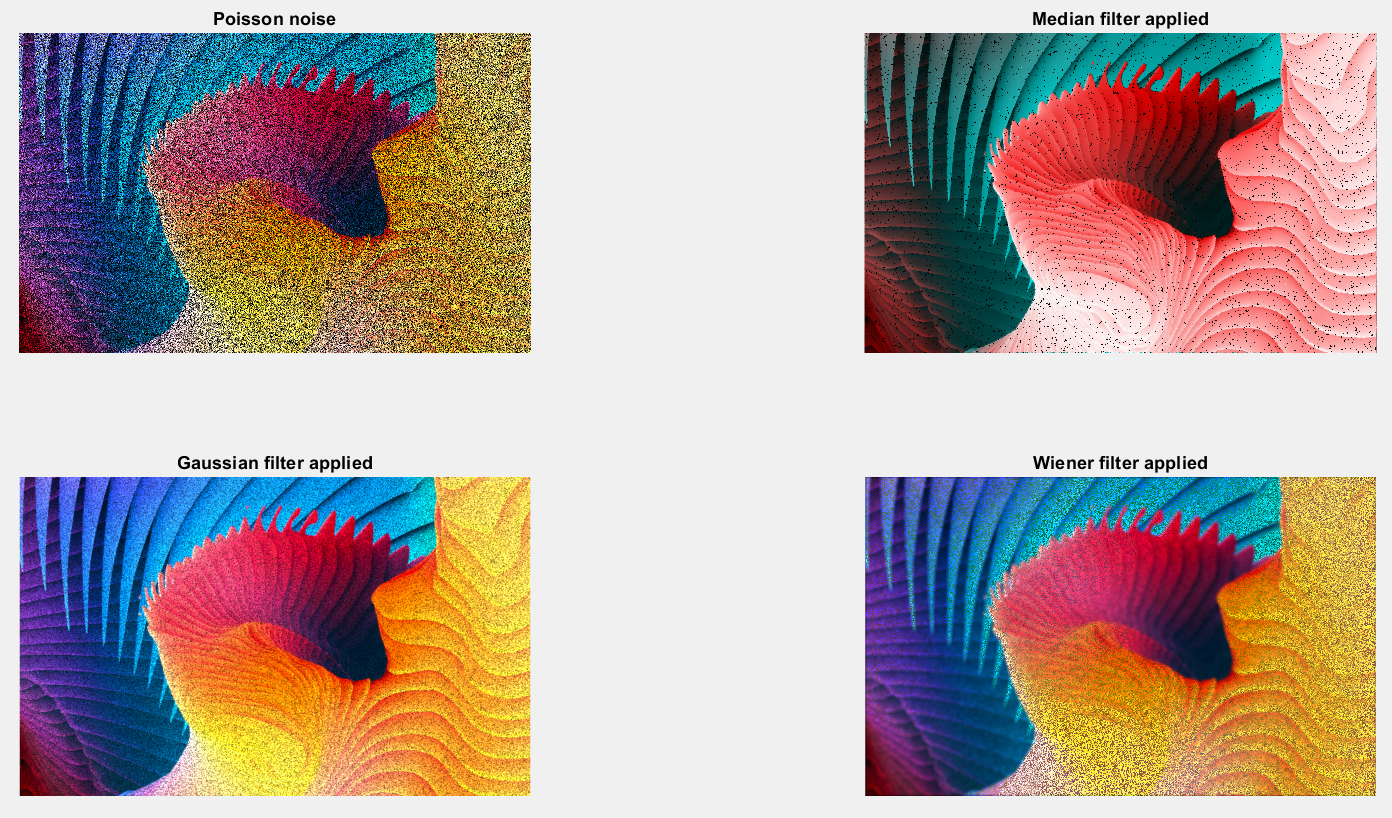 Poisson noise
Median filter applied
Gaussian filter applied
Wiener filter applied